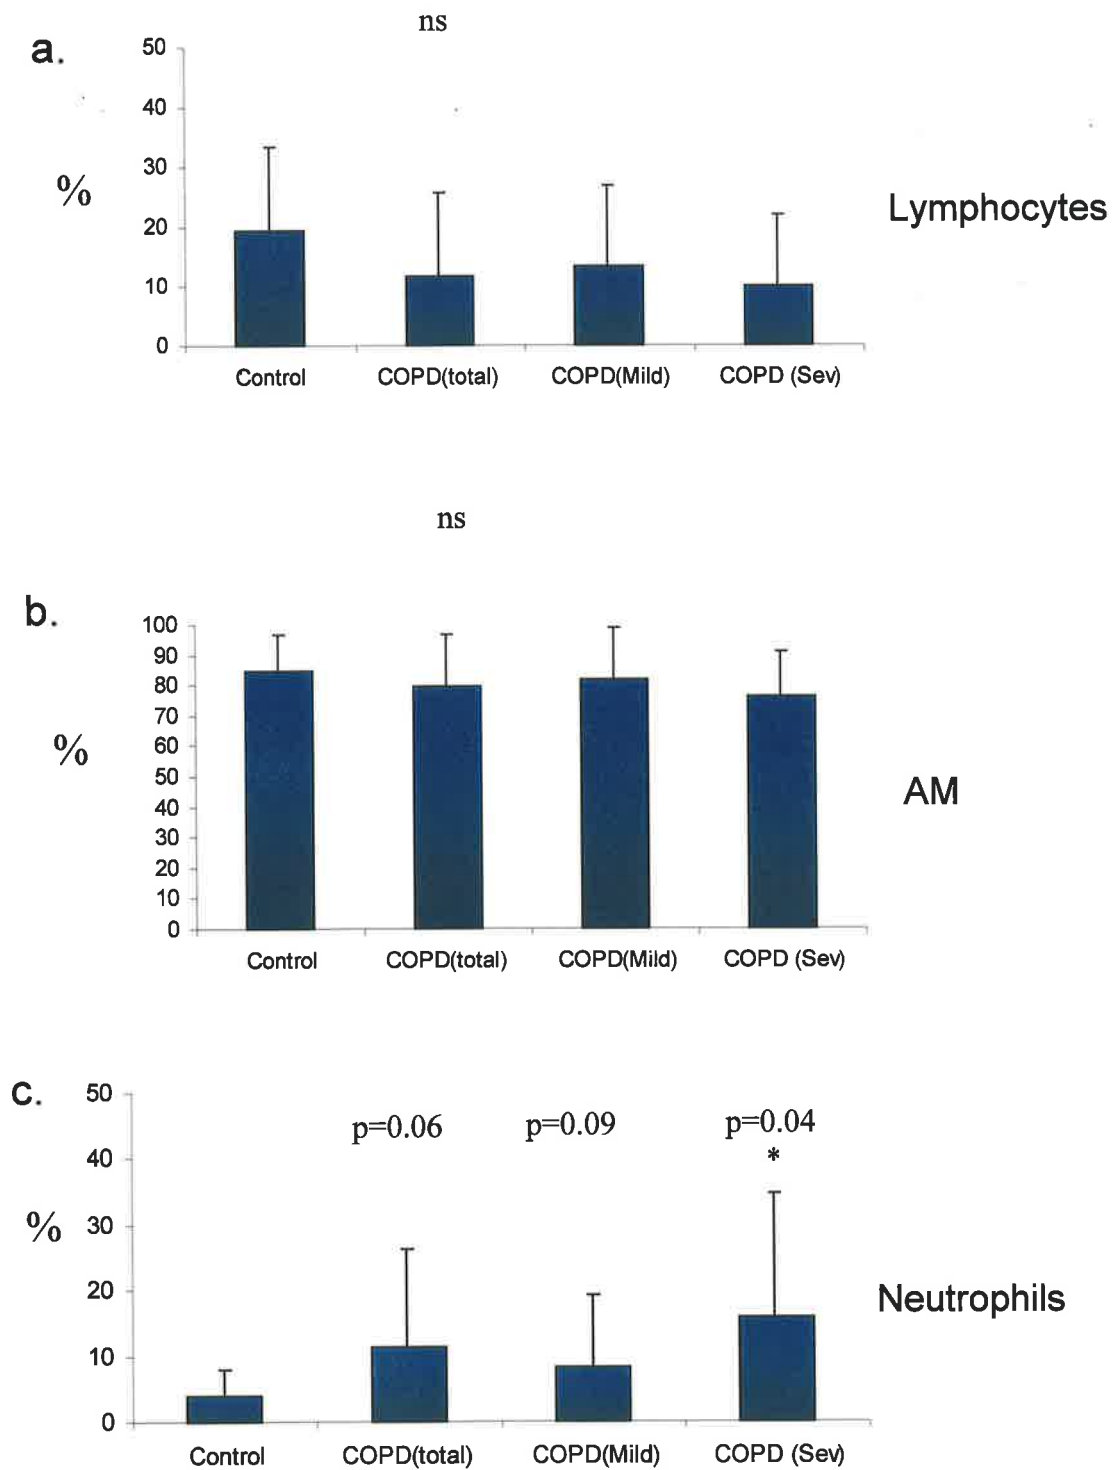 ns
a.
50
40
30
20
10
0
%
Lymphocytes
Control COPD(total) COPD(Mild) COPD (Sev)
ns
b.
100
90
80
70
60
50
40
30
20
10
0
%
AM
Control COPD(total) COPD(Mild) COPD (Sev)
c.
50
40
30
20
10
0
%
p=0.06 p=0.09 p=0.04
*
Neutrophils
Control COPD(total) COPD(Mild) COPD (Sev)